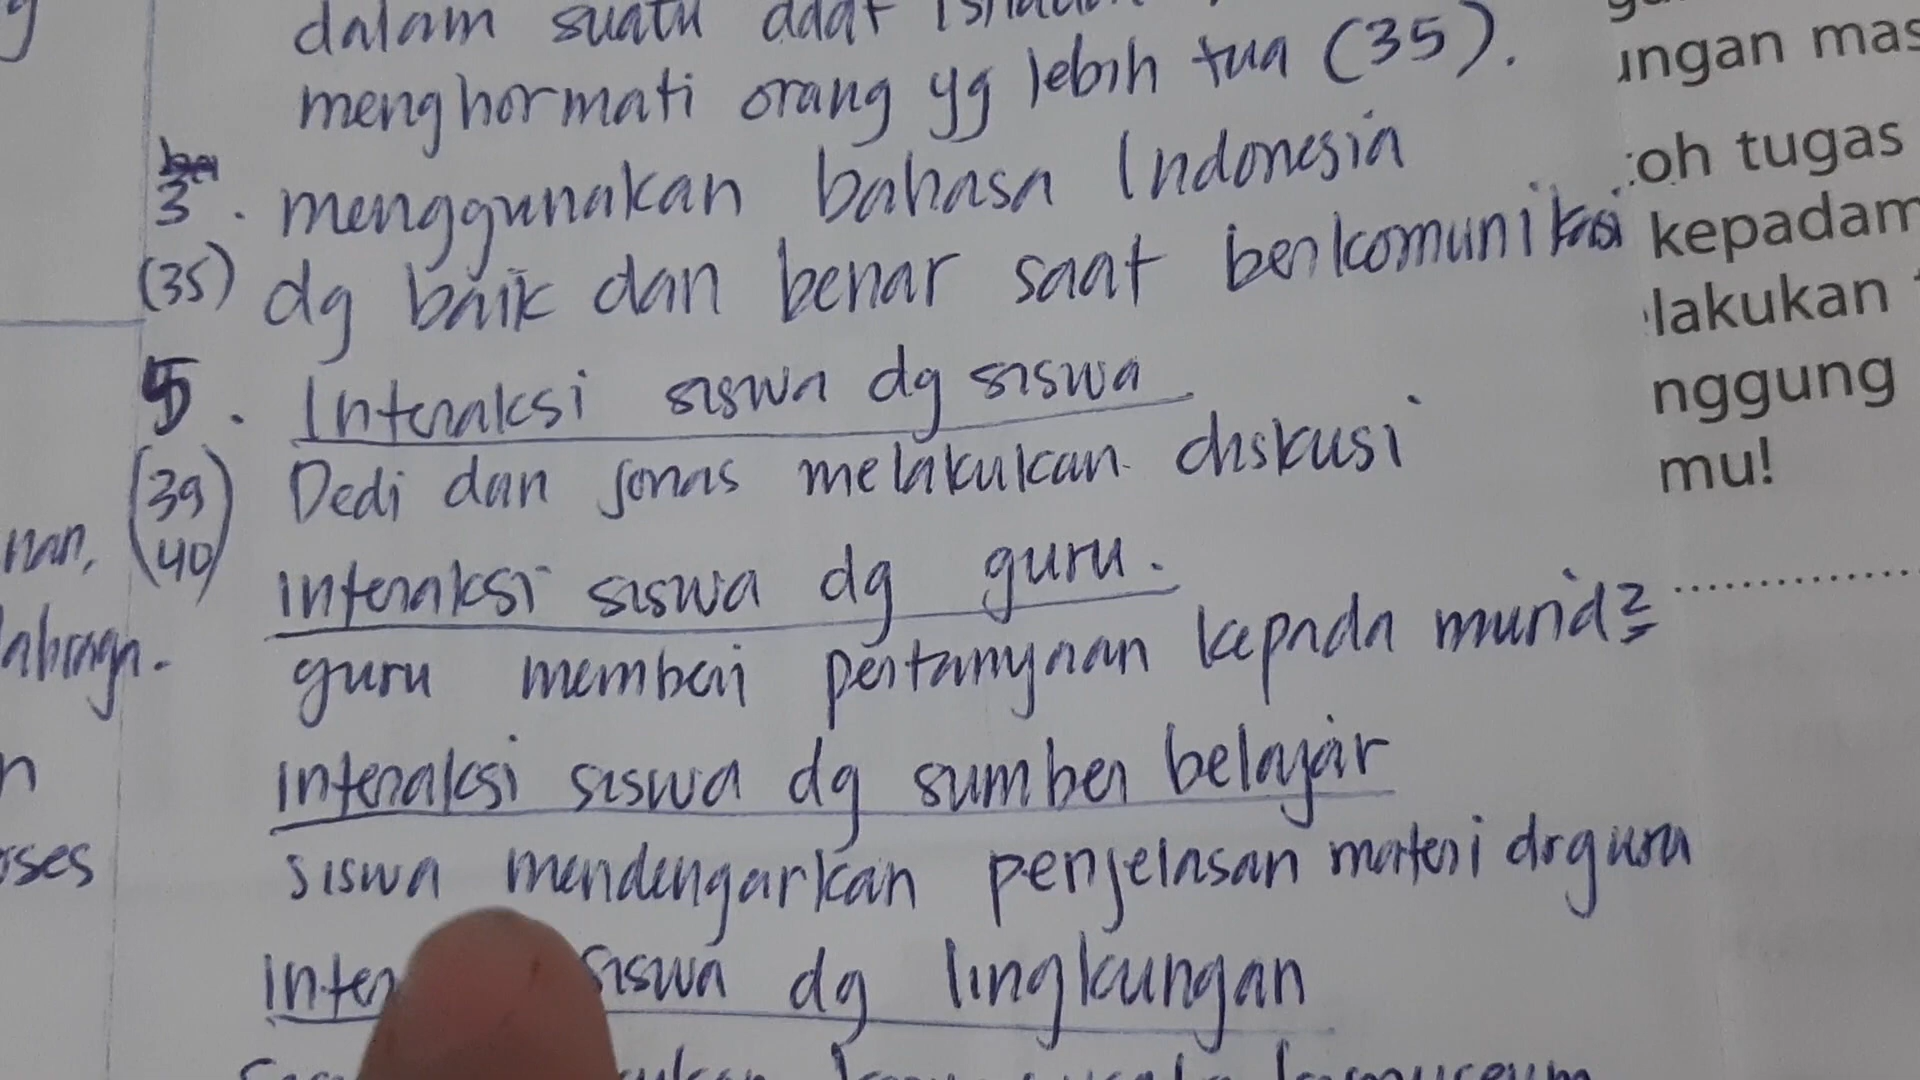 dalam suatu adat
menghormati orang yg lebih tua (35).
3. menggunakan bahasa Indonesia
(35) dg baik dan benar saat berkomunikasi
5. Interaksi siswa dg siswa
(39) Dedi dan Jonas melakukan diskusi
(40) interaksi siswa dg guru.
guru memberi pertanyaan kepada murid2
interaksi siswa dg sumber belajar
siswa mendengarkan penjelasan materi dr guru
siswa dg lingkungan
ungan mas
oh tugas
kepadam
lakukan
nggung
mu!